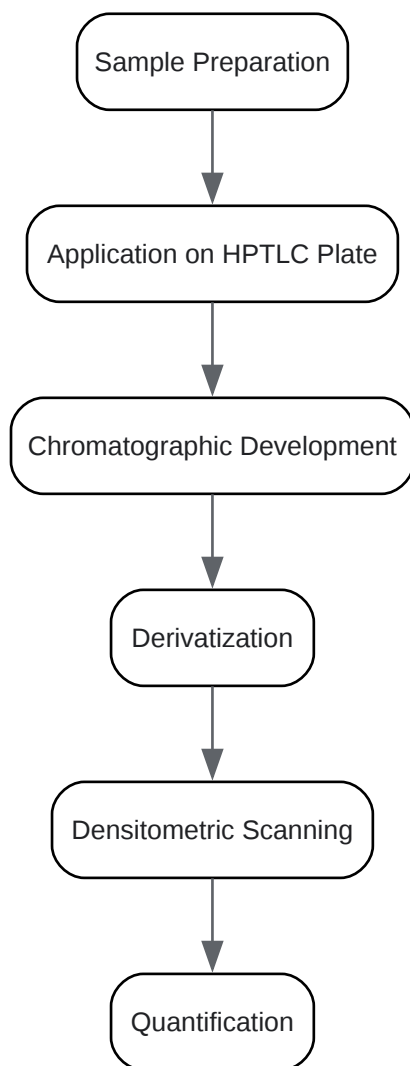 Sample Preparation
Application on HPTLC Plate
Chromatographic Development
Derivatization
Densitometric Scanning
Quantification